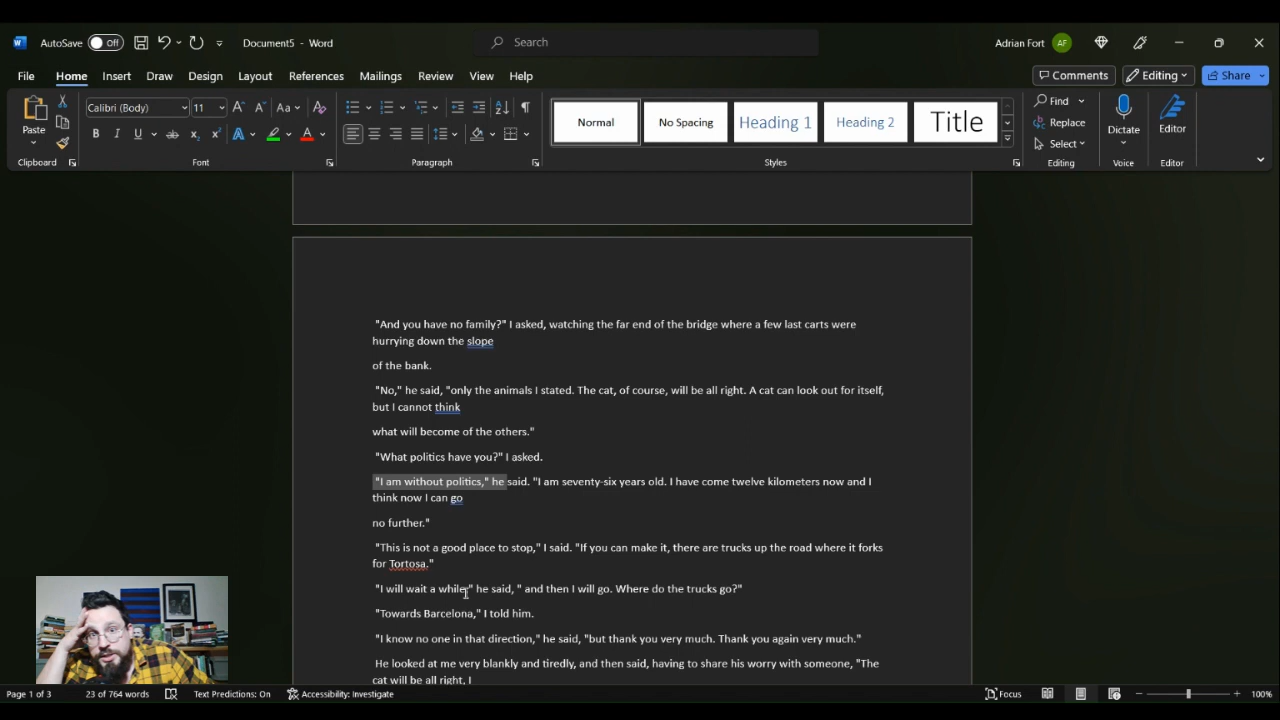 AutoSave Off Document5 - Word Search Adrian Fort AF
File Home Insert Draw Design Layout References Mailings Review View Help Comments Editing Share
Paste Calibri (Body) 11 Aa Normal No Spacing Heading 1 Heading 2 Title Find Replace Select Dictate Editor
B I U ab x₂ x² A A
Clipboard Font Paragraph Styles Editing Voice Editor
"And you have no family?" I asked, watching the far end of the bridge where a few last carts were
hurrying down the slope
of the bank.
"No," he said, "only the animals I stated. The cat, of course, will be all right. A cat can look out for itself,
but I cannot think
what will become of the others."
"What politics have you?" I asked.
"I am without politics," he said. "I am seventy-six years old. I have come twelve kilometers now and I
think now I can go
no further."
"This is not a good place to stop," I said. "If you can make it, there are trucks up the road where it forks
for Tortosa."
"I will wait a while," he said, " and then I will go. Where do the trucks go?"
"Towards Barcelona," I told him.
"I know no one in that direction," he said, "but thank you very much. Thank you again very much."
He looked at me very blankly and tiredly, and then said, having to share his worry with someone, "The
cat will be all right, I
Page 1 of 3 23 of 764 words Text Predictions: On Accessibility: Investigate Focus 100%